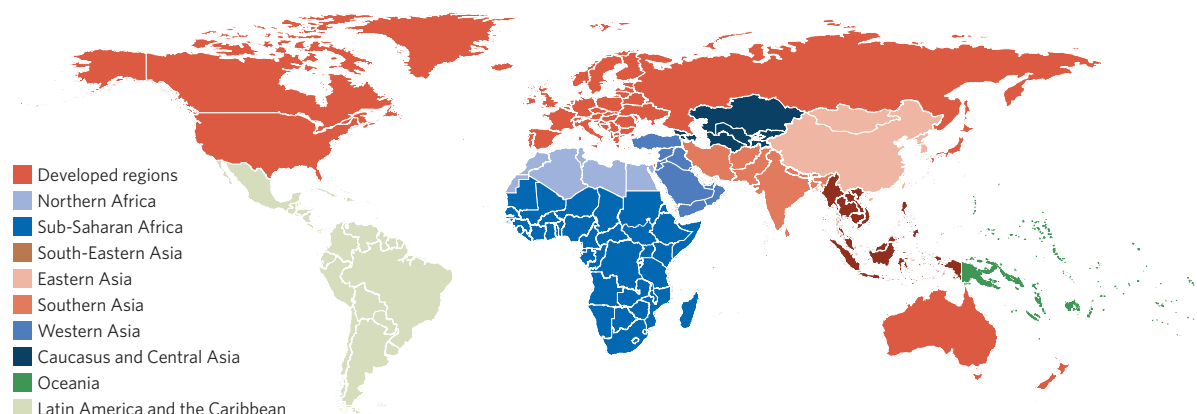 Developed regions
Northern Africa
Sub-Saharan Africa
South-Eastern Asia
Eastern Asia
Southern Asia
Western Asia
Caucasus and Central Asia
Oceania
Latin America and the Caribbean